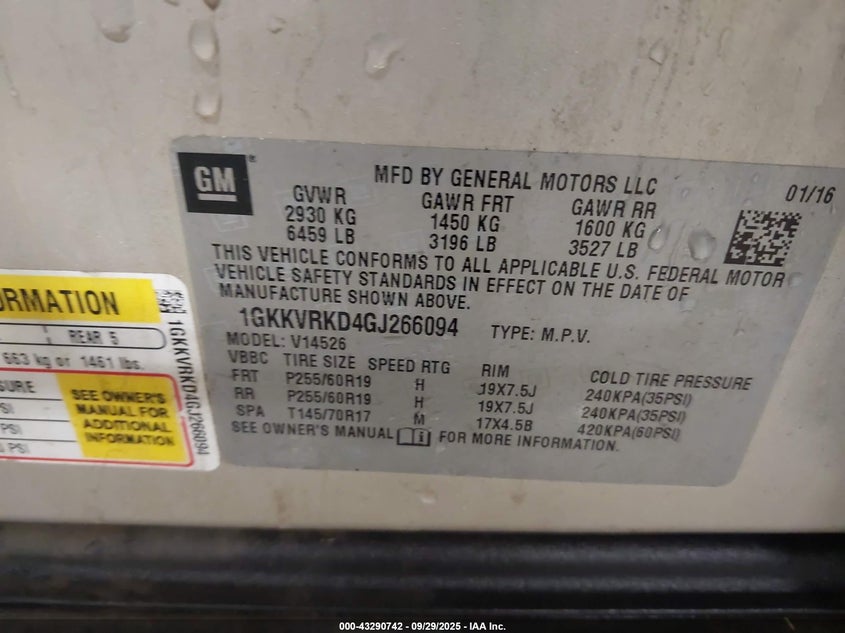 GM ®
MFD BY GENERAL MOTORS LLC 01/16
GVWR GAWR FRT GAWR RR
2930 KG 1450 KG 1600 KG
6459 LB 3196 LB 3527 LB
THIS VEHICLE CONFORMS TO ALL APPLICABLE U.S. FEDERAL MOTOR
VEHICLE SAFETY STANDARDS IN EFFECT ON THE DATE OF
MANUFACTURE SHOWN ABOVE.
1GKKVRKD4GJ266094 TYPE: M.P.V.
MODEL: V14526
VBBC TIRE SIZE SPEED RTG RIM COLD TIRE PRESSURE
FRT P255/60R19 H 19X7.5J 240KPA(35PSI)
RR P255/60R19 H 19X7.5J 240KPA(35PSI)
SPA T145/70R17 M 17X4.5B 420KPA(60PSI)
SEE OWNER'S MANUAL FOR MORE INFORMATION.
ORMATION
REAR 5
663 kg or 1461 lbs.
SURE
PSI
PSI
PSI
SEE OWNER'S
MANUAL FOR
ADDITIONAL
INFORMATION
1GKKVRKD4GJ266094
000-43290742 - 09/29/2025 - IAA Inc.